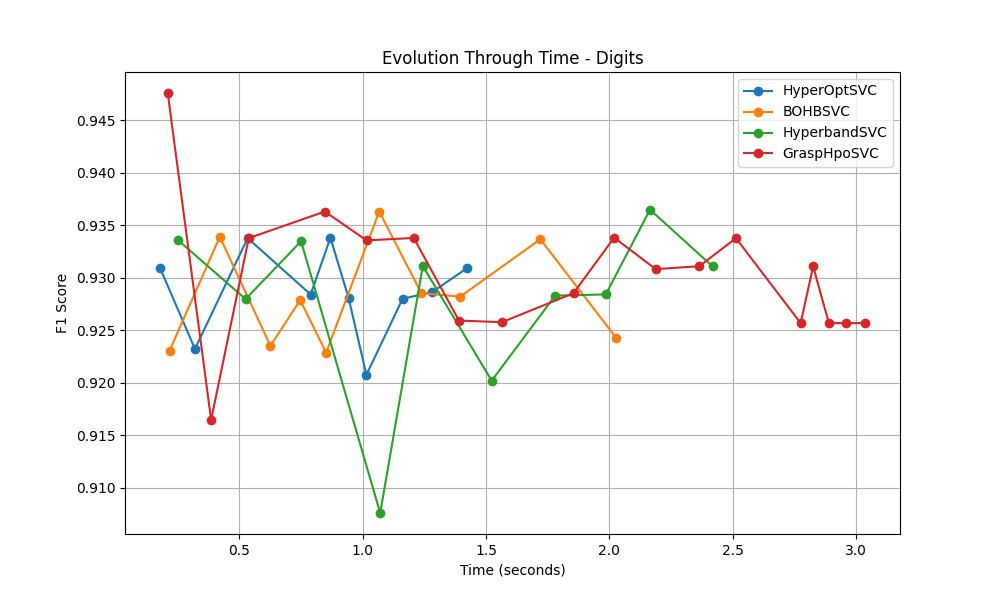 Evolution Through Time - Digits
HyperOptSVC
BOHBSVC
HyperbandSVC
GraspHpoSVC
F1 Score
0.945
0.940
0.935
0.930
0.925
0.920
0.915
0.910
0.5
1.0
1.5
2.0
2.5
3.0
Time (seconds)